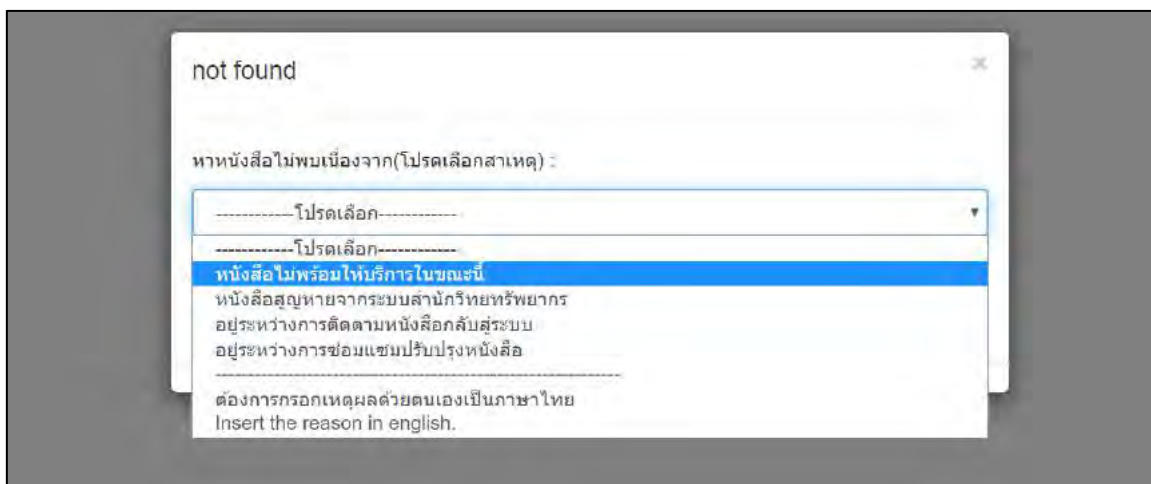 not found
×
หาหนังสือไม่พบเนื่องจาก(โปรดเลือกสาเหตุ) :
------------โปรดเลือก------------
------------โปรดเลือก------------
หนังสือไม่พร้อมให้บริการในขณะนี้
หนังสือสูญหายจากระบบสำนักวิทยทรัพยากร
อยู่ระหว่างการติดตามหนังสือกลับสู่ระบบ
อยู่ระหว่างการซ่อมแซมปรับปรุงหนังสือ
--------------------------------------------------------------
ต้องการกรอกเหตุผลด้วยตนเองเป็นภาษาไทย
Insert the reason in english.